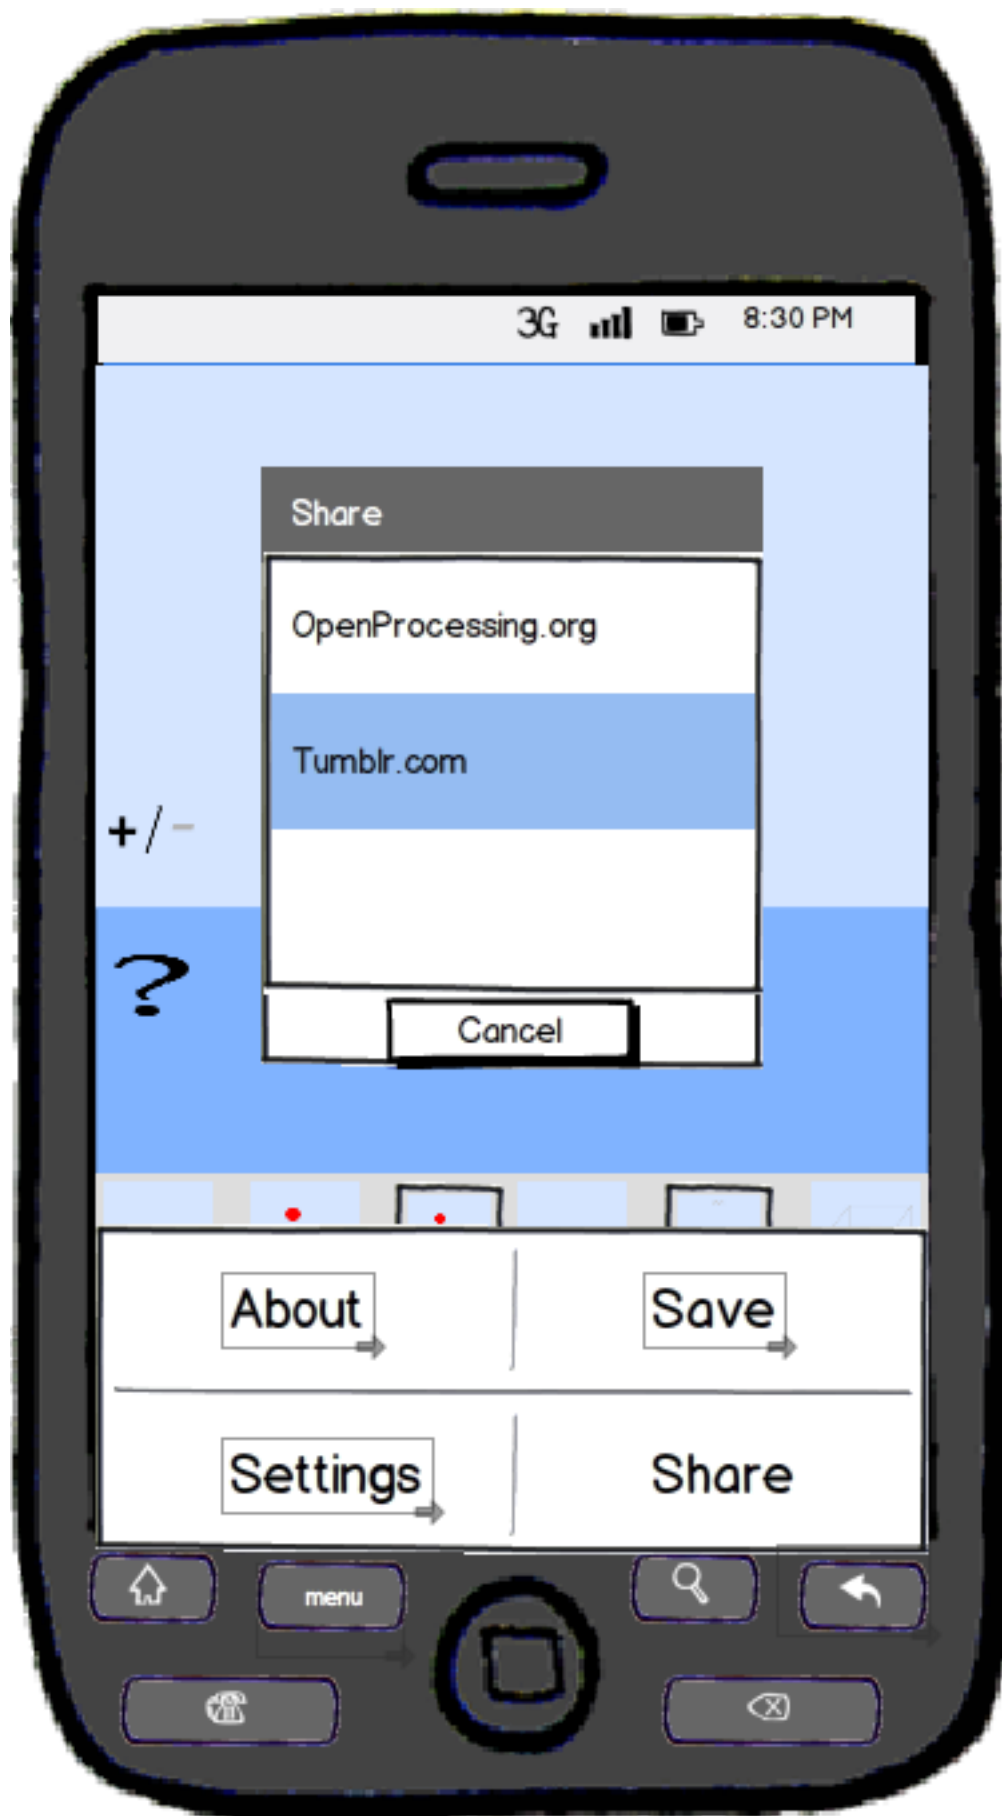 3G 8:30 PM
Share
OpenProcessing.org
Tumblr.com
+/-
?
Cancel
About Save
Settings Share
menu